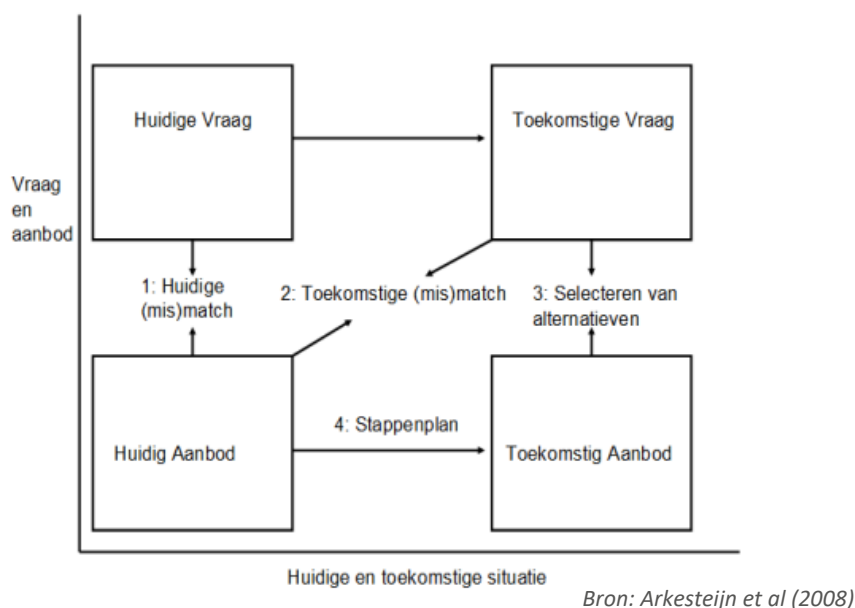 Huidige Vraag
Toekomstige Vraag
Vraag
en
aanbod
1: Huidige
(mis)match
2: Toekomstige (mis)match
3: Selecteren van
alternatieven
4: Stappenplan
Huidig Aanbod
Toekomstig Aanbod
Huidige en toekomstige situatie
Bron: Arkesteijn et al (2008)